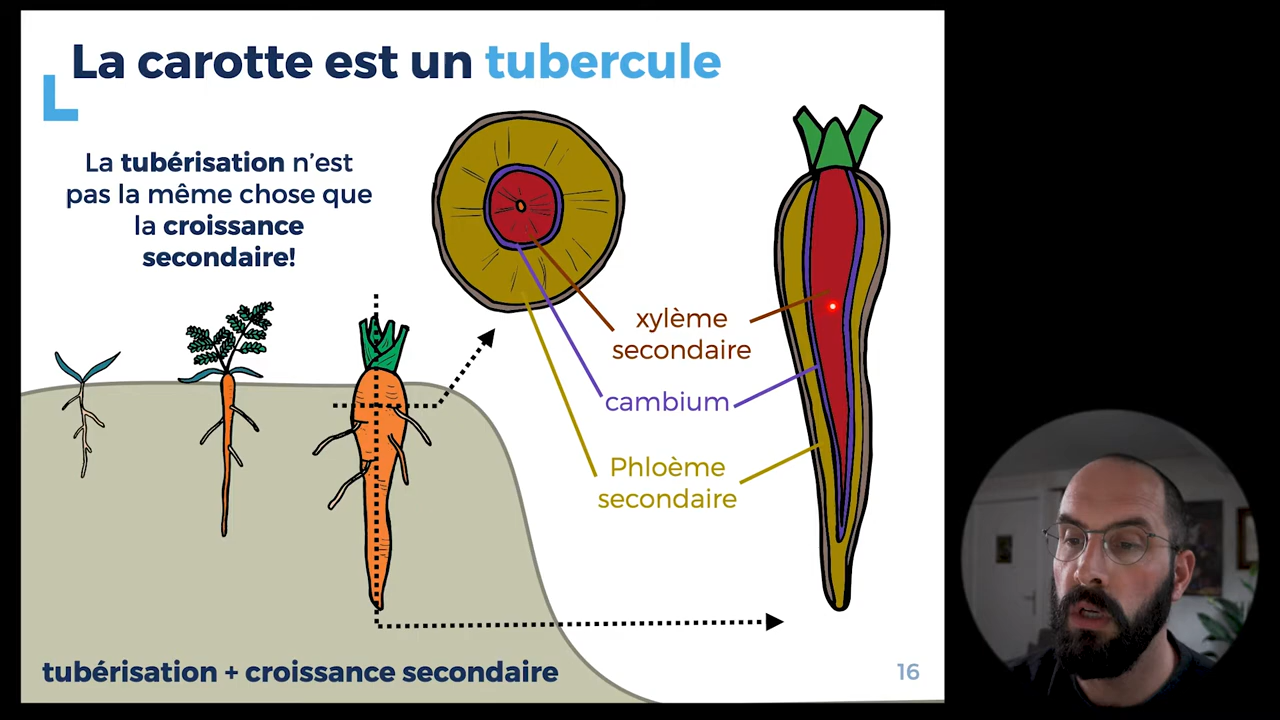 La carotte est un tubercule
La tubérisation n'est
pas la même chose que
la croissance
secondaire!
xylème
secondaire
cambium
Phloème
secondaire
tubérisation + croissance secondaire
16